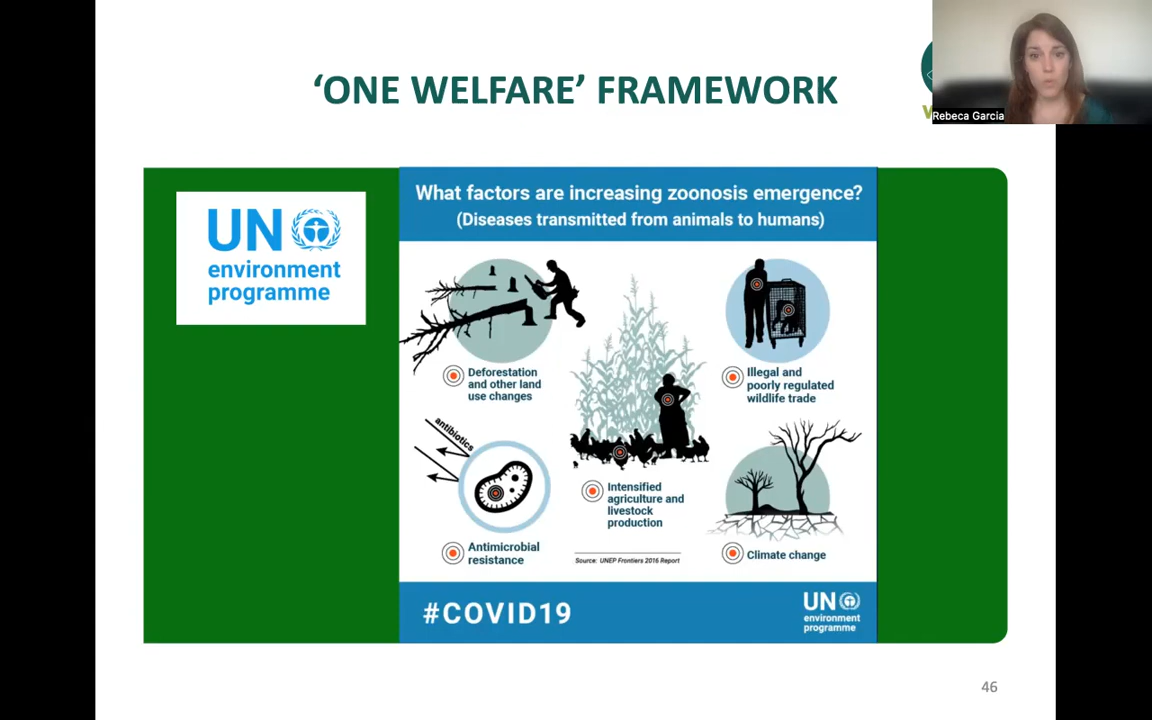 ‘ONE WELFARE’ FRAMEWORK
Rebeca Garcia
UN
environment
programme
What factors are increasing zoonosis emergence?
(Diseases transmitted from animals to humans)
Deforestation
and other land
use changes
Illegal and
poorly regulated
wildlife trade
antibiotics
Intensified
agriculture and
livestock
production
Antimicrobial
resistance
Source: UNEP Frontiers 2016 Report
Climate change
#COVID19
UN
environment
programme
46